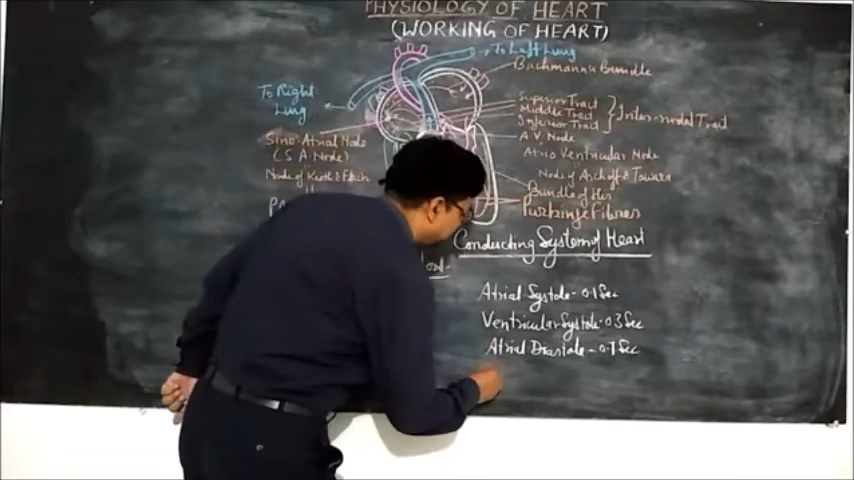 PHYSIOLOGY OF HEART
(WORKING OF HEART)
→ To Left Lung
Bachmann's Bundle
To Right
Lung
Superior Tract
Middle Tract
Inferior Tract
Inter-nodal Tract
A.V. Node
Sino-Atrial Node
(S.A. Node)
Atrio Ventricular Node
Node of
Node of Aschoff & Tawara
Bundle of His
Purkinje Fibres
Conducting System of Heart
Atrial Systole - 0.1 Sec
Ventricular Systole - 0.3 Sec
Atrial Diastole - 0.7 Sec